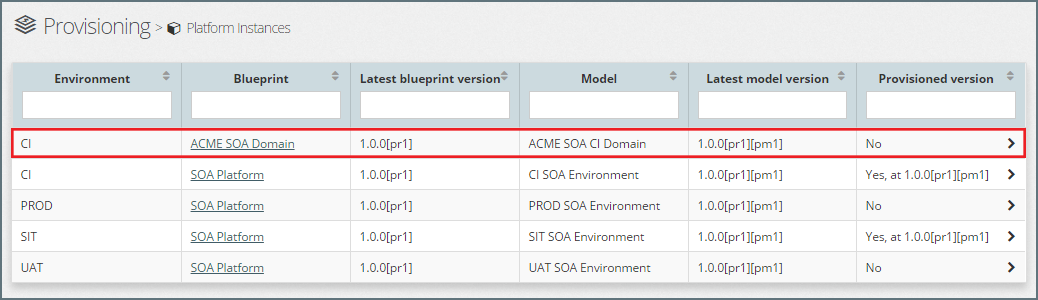 Provisioning > Platform Instances
Environment Blueprint Latest blueprint version Model Latest model version Provisioned version
CI ACME SOA Domain 1.0.0[pr1] ACME SOA CI Domain 1.0.0[pr1][pm1] No
CI SOA Platform 1.0.0[pr1] CI SOA Environment 1.0.0[pr1][pm1] Yes, at 1.0.0[pr1][pm1]
PROD SOA Platform 1.0.0[pr1] PROD SOA Environment 1.0.0[pr1][pm1] No
SIT SOA Platform 1.0.0[pr1] SIT SOA Environment 1.0.0[pr1][pm1] Yes, at 1.0.0[pr1][pm1]
UAT SOA Platform 1.0.0[pr1] UAT SOA Environment 1.0.0[pr1][pm1] No